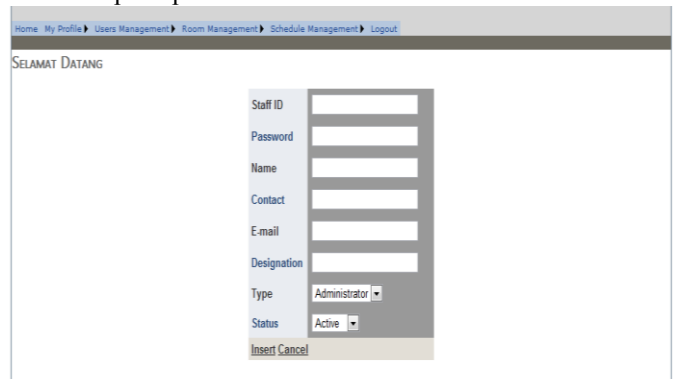 Home My Profile Users Management Room Management Schedule Management Logout
SELAMAT DATANG
Staff ID
Password
Name
Contact
E-mail
Designation
Type Administrator
Status Active
Insert Cancel